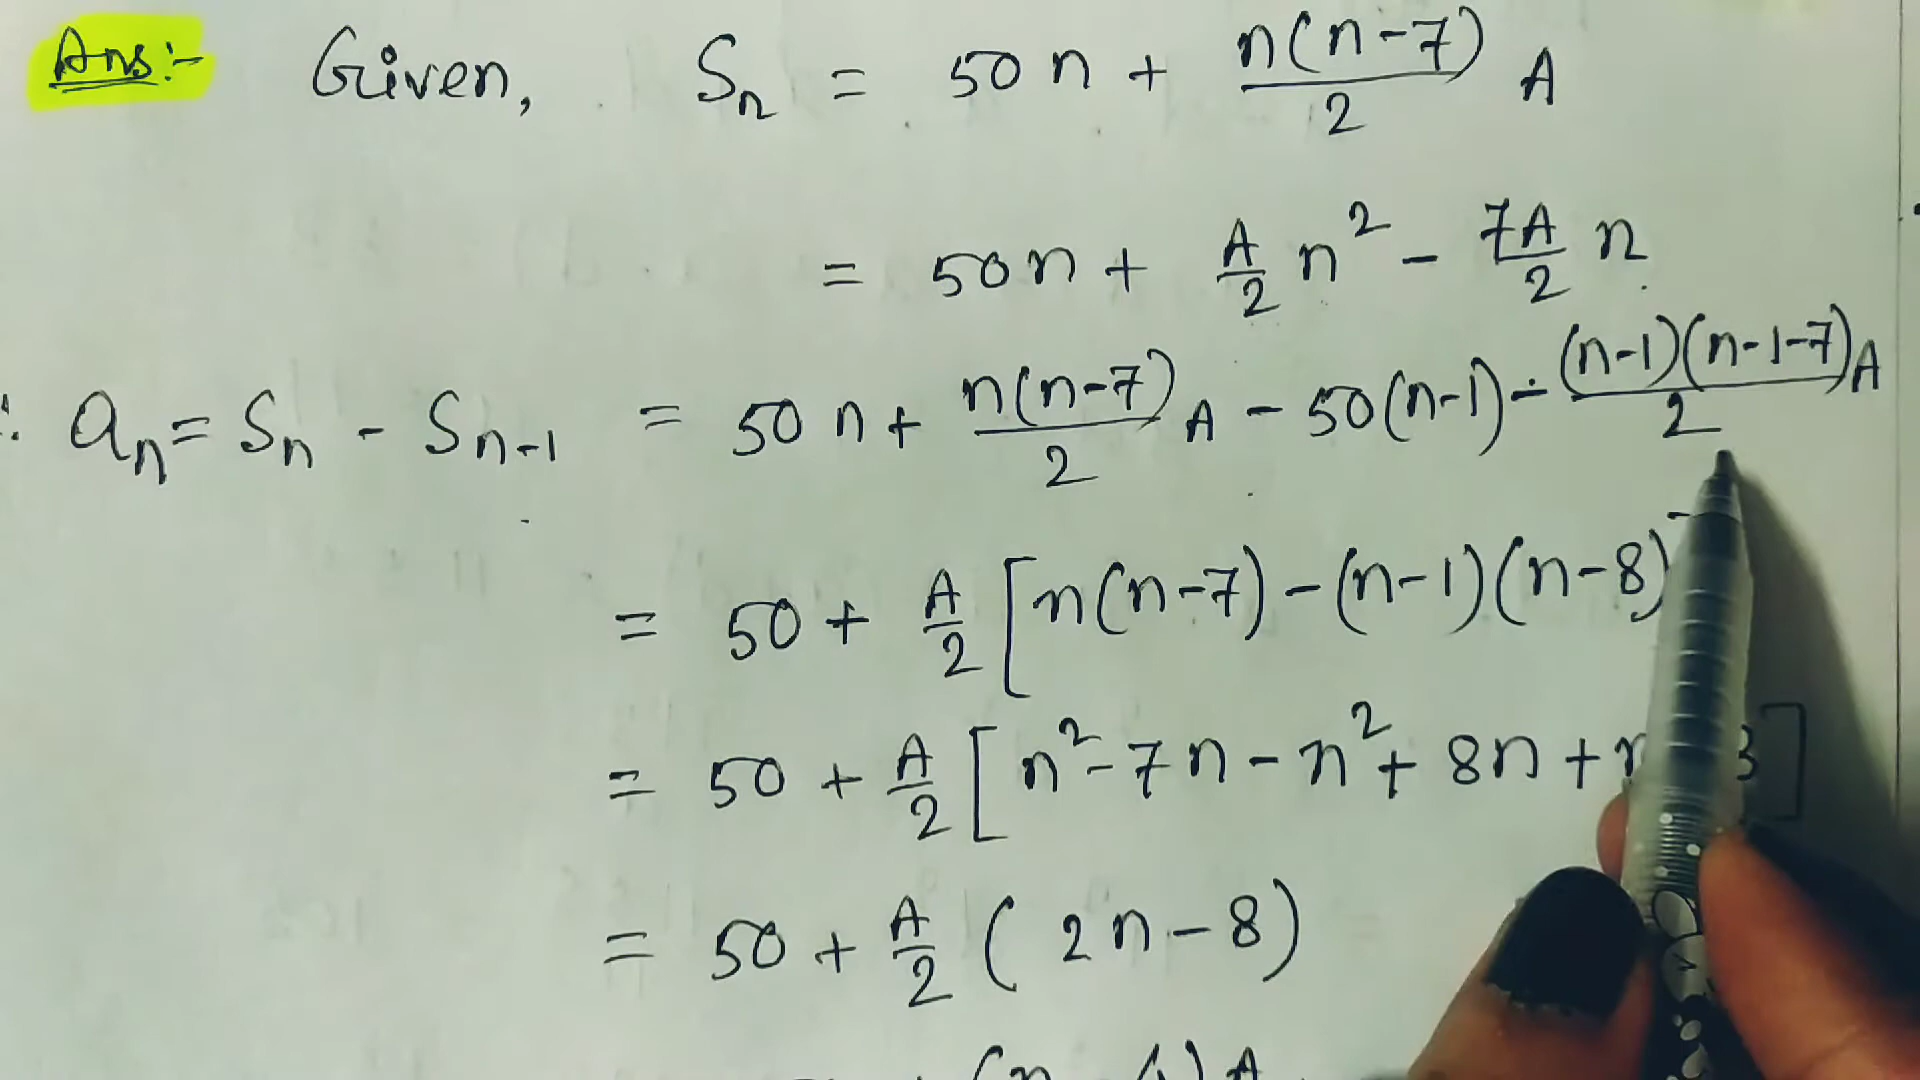 Ans:- Given, Sₙ = 50n + n(n-7)/2 A
= 50n + A/2 n² - 7A/2 n
∴ aₙ = Sₙ - Sₙ₋₁ = 50n + n(n-7)/2 A - 50(n-1) - (n-1)(n-1-7)/2 A
= 50 + A/2 [n(n-7) - (n-1)(n-8)
= 50 + A/2 [n² - 7n - n² + 8n +
= 50 + A/2 (2n-8)